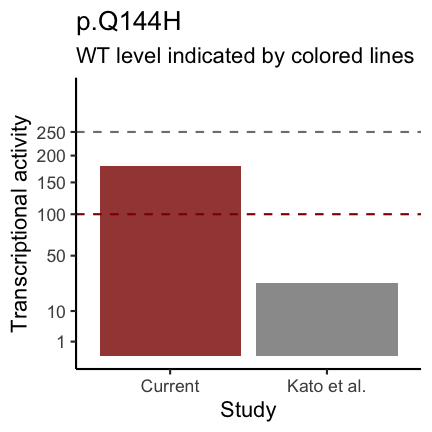 p.Q144H
WT level indicated by colored lines
Transcriptional activity
250
200
150
100
50
10
1
Current
Kato et al.
Study